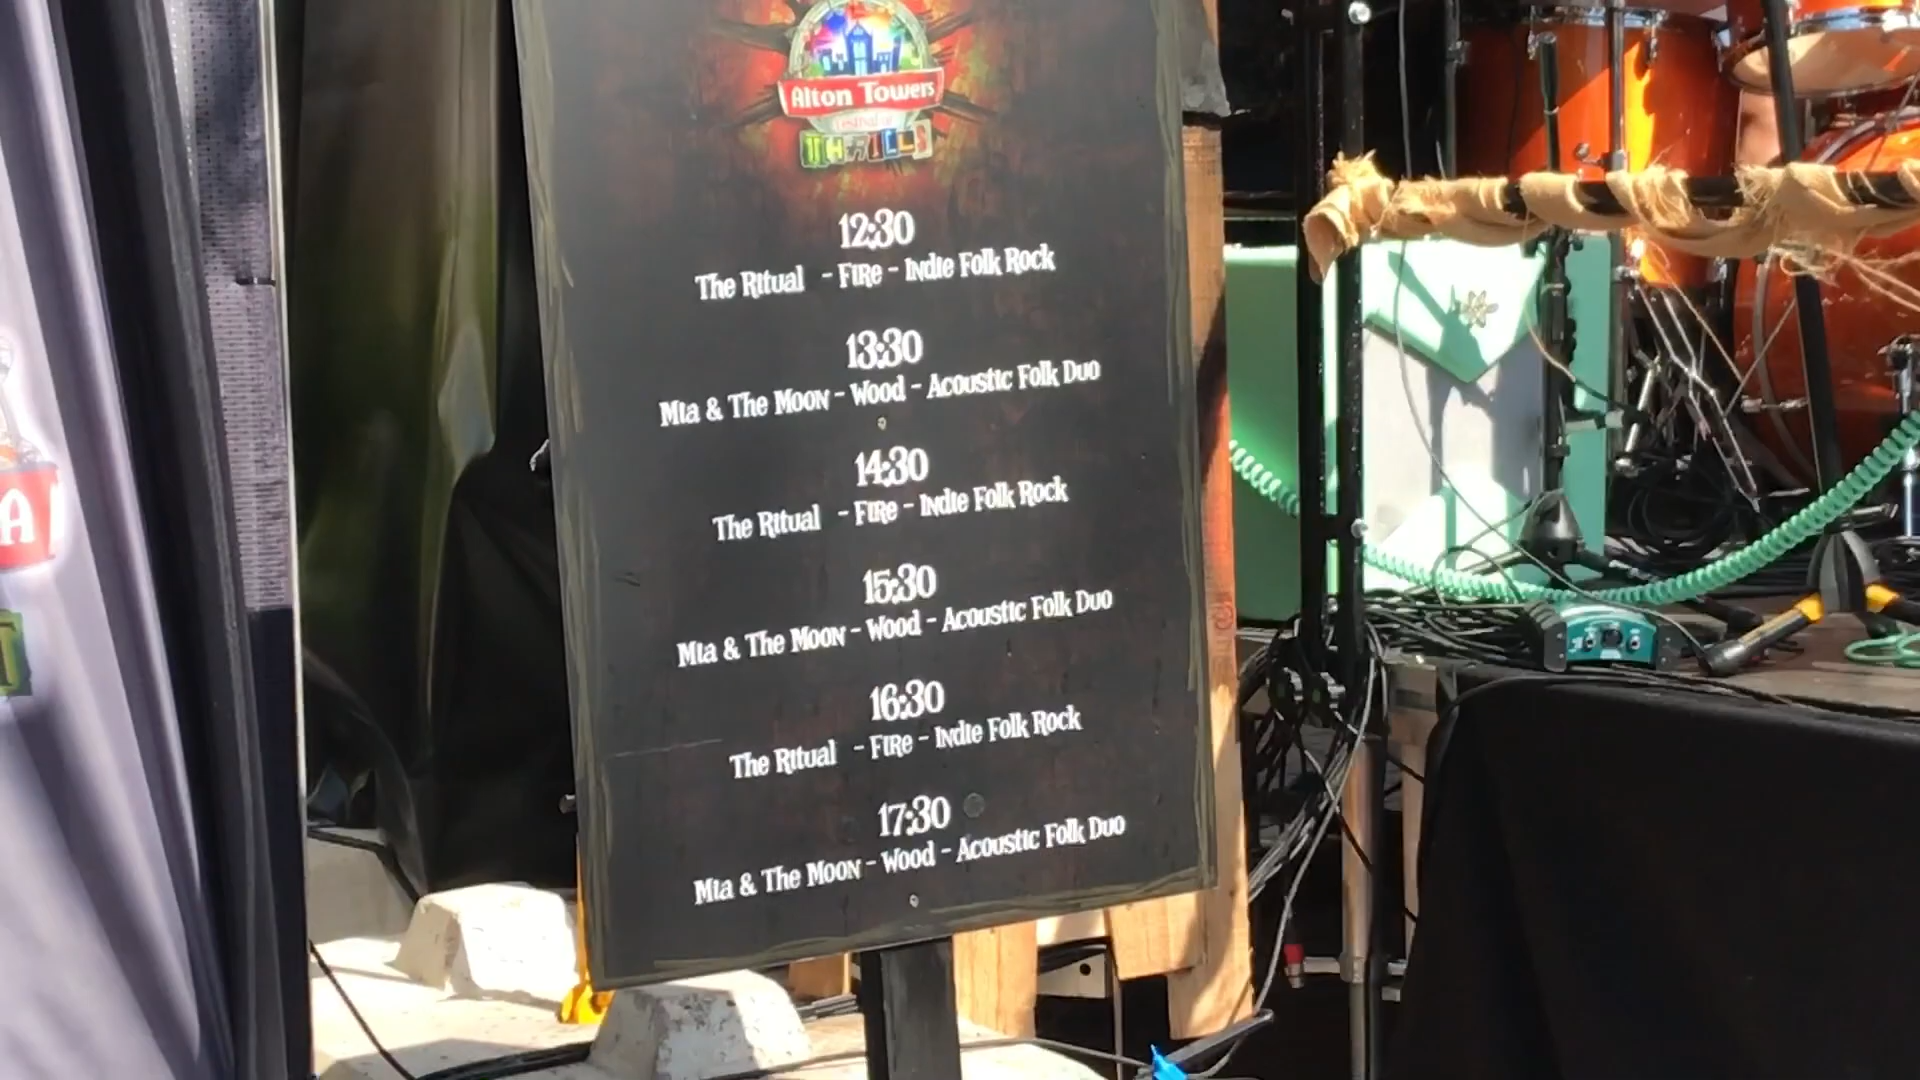 Alton Towers
Festival of
THRILLS
12:30
The Ritual - Fire - Indie Folk Rock
13:30
Mia & The Moon - Wood - Acoustic Folk Duo
14:30
The Ritual - Fire - Indie Folk Rock
15:30
Mia & The Moon - Wood - Acoustic Folk Duo
16:30
The Ritual - Fire - Indie Folk Rock
17:30
Mia & The Moon - Wood - Acoustic Folk Duo
A